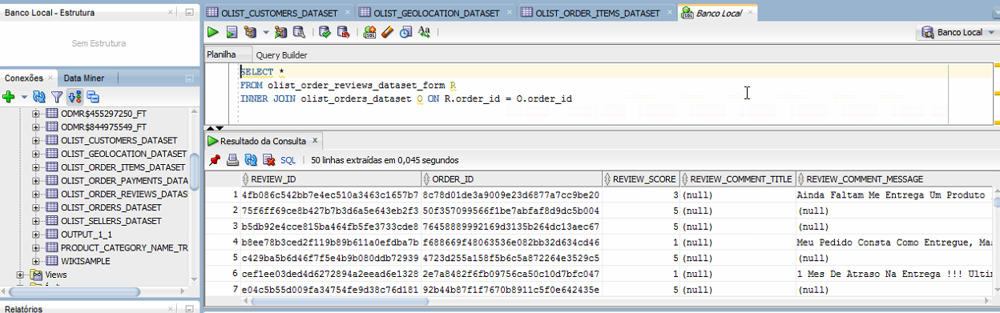 Banco Local - Estrutura
Sem Estrutura
Conexões
Data Miner
ODMR$455297250_FT
ODMR$844975549_FT
OLIST_CUSTOMERS_DATASET
OLIST_GEOLOCATION_DATASET
OLIST_ORDER_ITEMS_DATASET
OLIST_ORDER_PAYMENTS_DATA
OLIST_ORDER_REVIEWS_DATAS
OLIST_ORDERS_DATASET
OLIST_SELLERS_DATASET
OUTPUT_1_1
PRODUCT_CATEGORY_NAME_TR
WIKISAMPLE
Views
Relatórios
OLIST_CUSTOMERS_DATASET
OLIST_GEOLOCATION_DATASET
OLIST_ORDER_ITEMS_DATASET
Banco Local
Banco Local
Planilha
Query Builder
SELECT *
FROM olist_order_reviews_dataset_form R
INNER JOIN olist_orders_dataset O ON R.order_id = O.order_id
Resultado da Consulta
SQL | 50 linhas extraídas em 0,045 segundos
REVIEW_ID ORDER_ID REVIEW_SCORE REVIEW_COMMENT_TITLE REVIEW_COMMENT_MESSAGE
1 4fb086c542bb7e4ec510a3463c1657b7 8c78d01de3a9009e23d6877a7cc9be20 3 (null) Ainda Faltam Me Entrega Um Produto
2 75f6ff69ce8b427b7b3d6a5e643eb2f3 50f357099566f1be7abfaf8d9dc5b004 5 (null) (null)
3 b5db92e4cce815ba464fb5fe3733cde8 76458889992169d3135b264dc13aec67 5 (null) (null)
4 b8ee78b3ced2f119b89b611a0efdba7b f688669f48063536e082bb32d634cd46 1 (null) Meu Pedido Consta Como Entregue, Mas
5 c429ba5b6d46f7f5e4b9b080ddb72939 4723d255a158f5b6c5a872264e3529c5 5 (null) (null)
6 cef1ee03ded4d6272894a2eead6e1328 2e7a8482f6fb09756ca50c10d7bfc047 1 (null) 1 Mes De Atraso Na Entrega !!! Ulti
7 e04c5b55d009fa34754fe9d38c76d181 92b44b87f1f7670b8911c5f0e642435e 5 (null) (null)